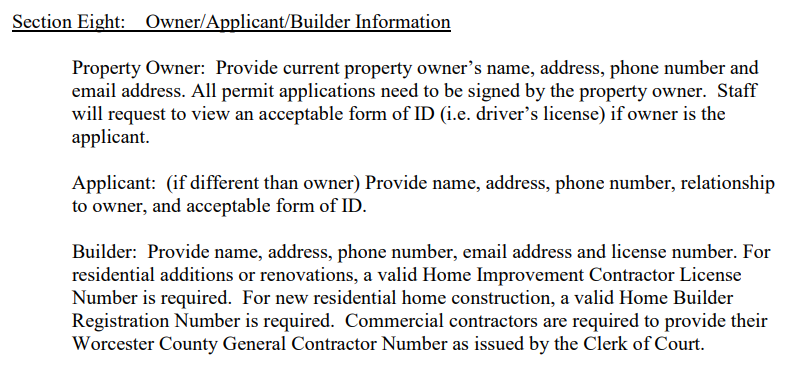 Section Eight: Owner/Applicant/Builder Information
Property Owner: Provide current property owner's name, address, phone number and
email address. All permit applications need to be signed by the property owner. Staff
will request to view an acceptable form of ID (i.e. driver's license) if owner is the
applicant.
Applicant: (if different than owner) Provide name, address, phone number, relationship
to owner, and acceptable form of ID.
Builder: Provide name, address, phone number, email address and license number. For
residential additions or renovations, a valid Home Improvement Contractor License
Number is required. For new residential home construction, a valid Home Builder
Registration Number is required. Commercial contractors are required to provide their
Worcester County General Contractor Number as issued by the Clerk of Court.